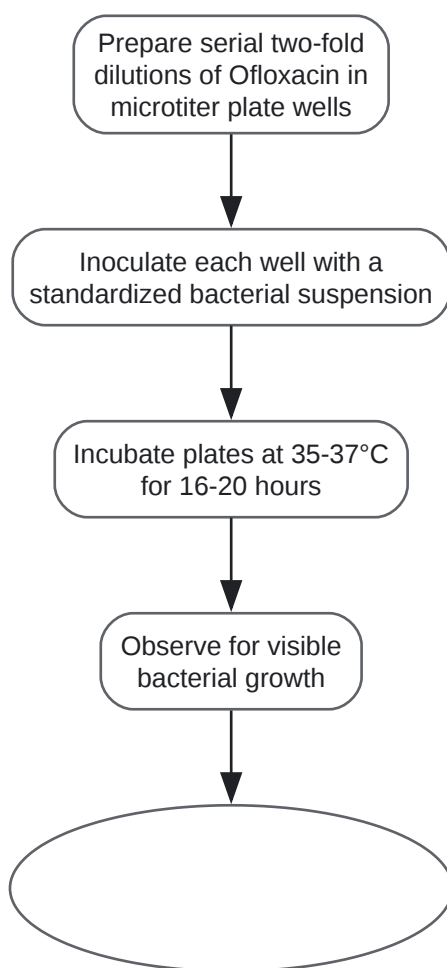 Prepare serial two-fold
dilutions of Ofloxacin in
microtiter plate wells
Inoculate each well with a
standardized bacterial suspension
Incubate plates at 35-37°C
for 16-20 hours
Observe for visible
bacterial growth